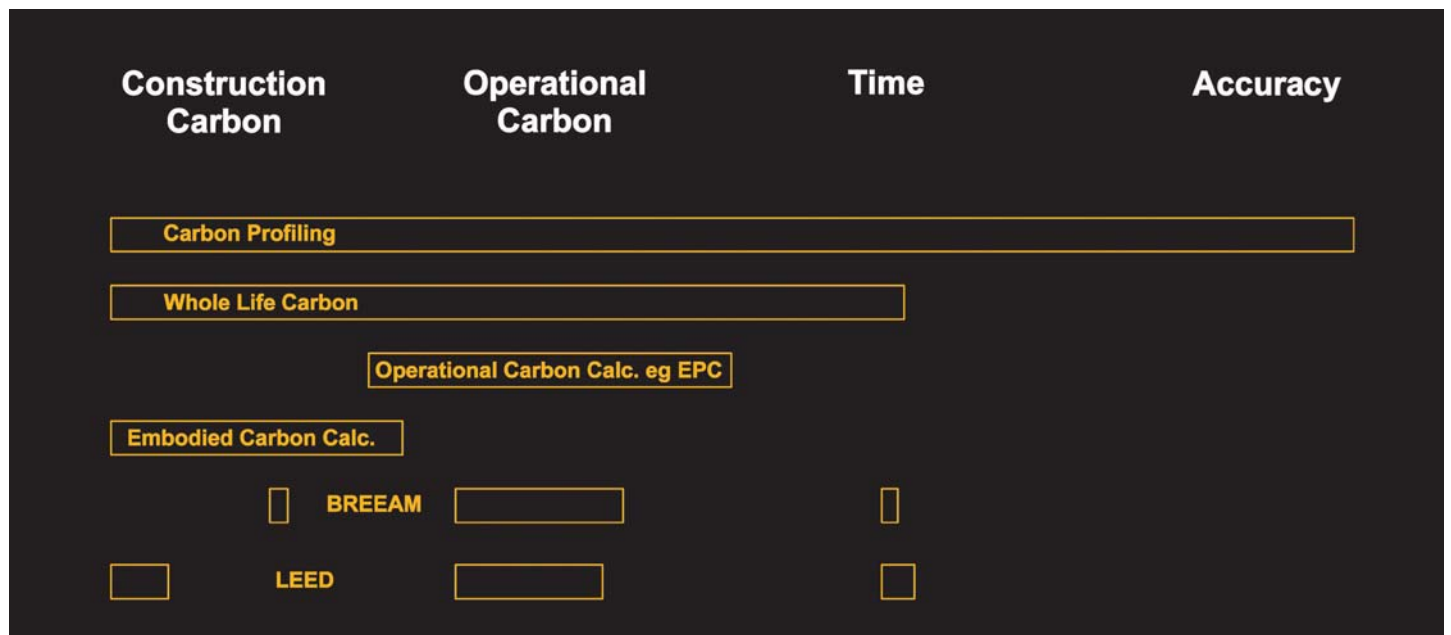 Construction
Carbon
Operational
Carbon
Time
Accuracy
Carbon Profiling
Whole Life Carbon
Operational Carbon Calc. eg EPC
Embodied Carbon Calc.
BREEAM
LEED